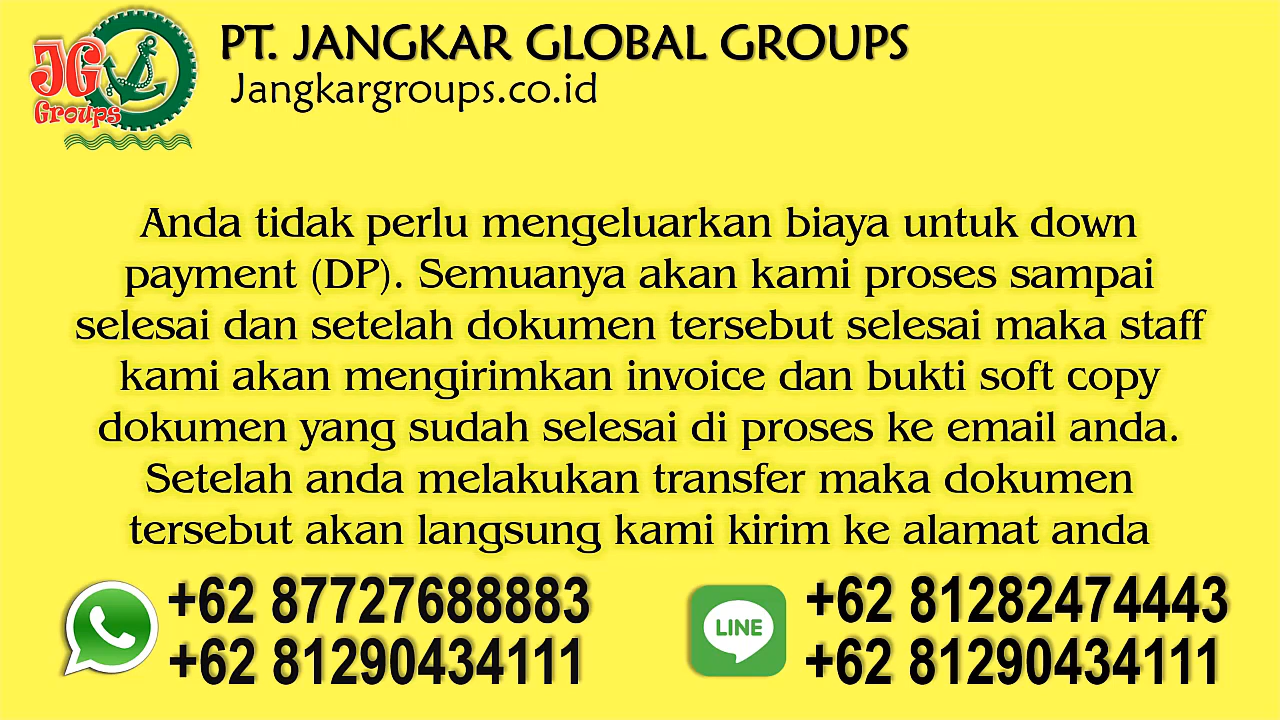 JG
Groups
PT. JANGKAR GLOBAL GROUPS
Jangkargroups.co.id
Anda tidak perlu mengeluarkan biaya untuk down
payment (DP). Semuanya akan kami proses sampai
selesai dan setelah dokumen tersebut selesai maka staff
kami akan mengirimkan invoice dan bukti soft copy
dokumen yang sudah selesai di proses ke email anda.
Setelah anda melakukan transfer maka dokumen
tersebut akan langsung kami kirim ke alamat anda
+62 87727688883
+62 81290434111
LINE
+62 81282474443
+62 81290434111